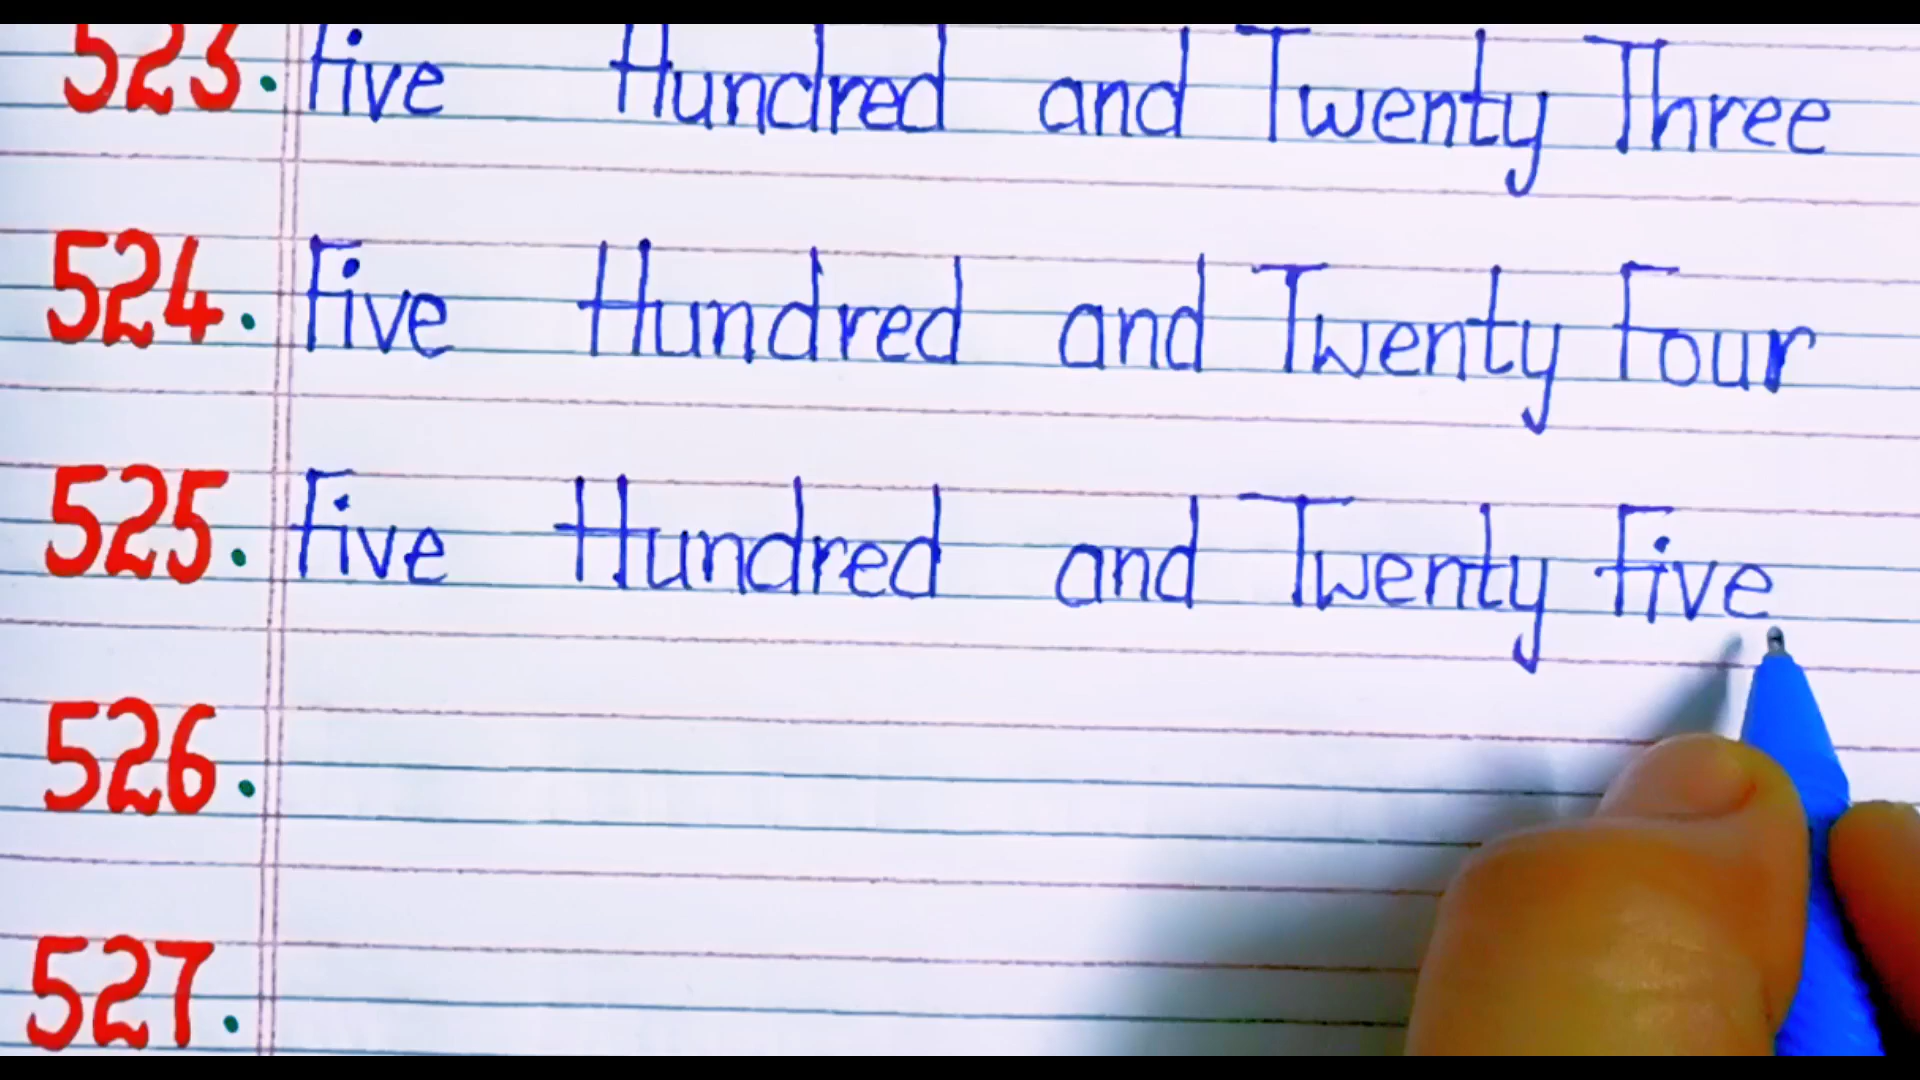 523. Five Hundred and Twenty Three
524. Five Hundred and Twenty Four
525. Five Hundred and Twenty Five
526.
527.